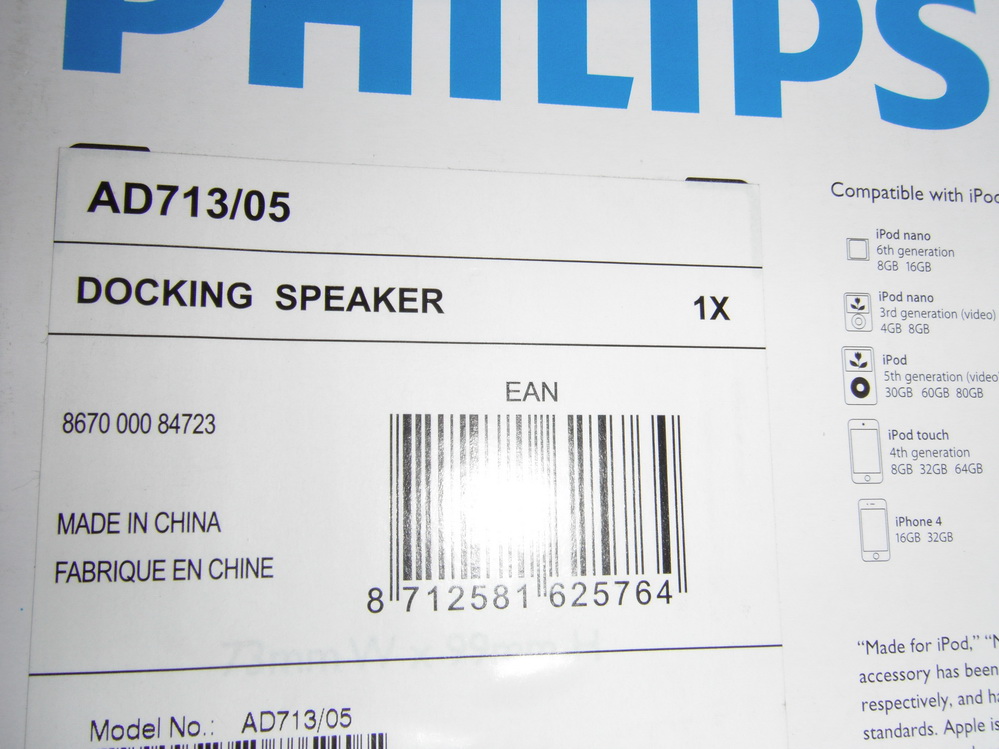 PHILIPS
AD713/05
DOCKING SPEAKER 1X
EAN
8670 000 84723
MADE IN CHINA
FABRIQUE EN CHINE
8 712581 625764
73mm W x 99mm H
Model No.: AD713/05
Compatible with iPod
iPod nano
6th generation
8GB 16GB
iPod nano
3rd generation (video)
4GB 8GB
iPod
5th generation (video
30GB 60GB 80GB
iPod touch
4th generation
8GB 32GB 64GB
iPhone 4
16GB 32GB
“Made for iPod,” “M
accessory has been
respectively, and ha
standards. Apple is